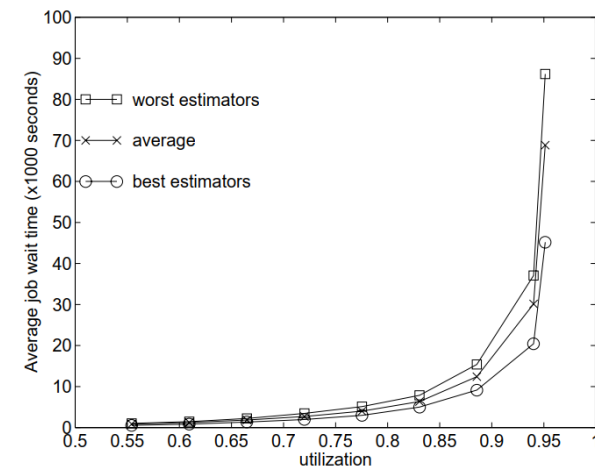 Average job wait time (x1000 seconds)
100
90
80
70
60
50
40
30
20
10
0
worst estimators
average
best estimators
0.5 0.55 0.6 0.65 0.7 0.75 0.8 0.85 0.9 0.95 1
utilization